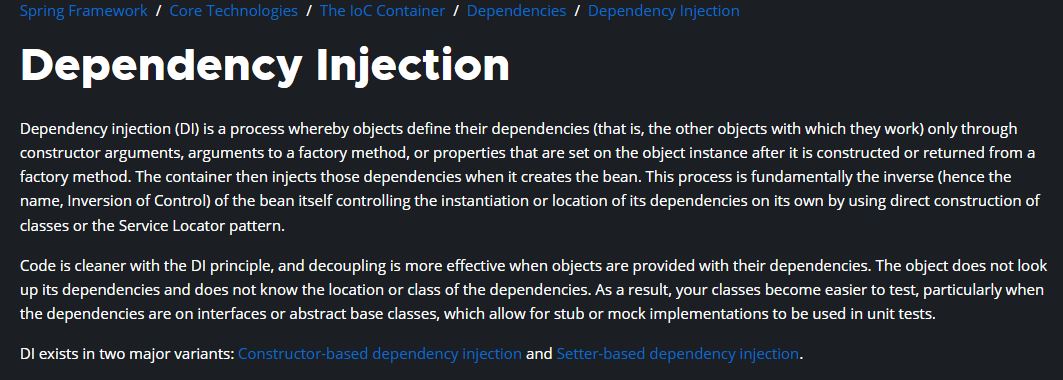 Spring Framework / Core Technologies / The IoC Container / Dependencies / Dependency Injection
Dependency Injection
Dependency injection (DI) is a process whereby objects define their dependencies (that is, the other objects with which they work) only through
constructor arguments, arguments to a factory method, or properties that are set on the object instance after it is constructed or returned from a
factory method. The container then injects those dependencies when it creates the bean. This process is fundamentally the inverse (hence the
name, Inversion of Control) of the bean itself controlling the instantiation or location of its dependencies on its own by using direct construction of
classes or the Service Locator pattern.
Code is cleaner with the DI principle, and decoupling is more effective when objects are provided with their dependencies. The object does not look
up its dependencies and does not know the location or class of the dependencies. As a result, your classes become easier to test, particularly when
the dependencies are on interfaces or abstract base classes, which allow for stub or mock implementations to be used in unit tests.
DI exists in two major variants: Constructor-based dependency injection and Setter-based dependency injection.